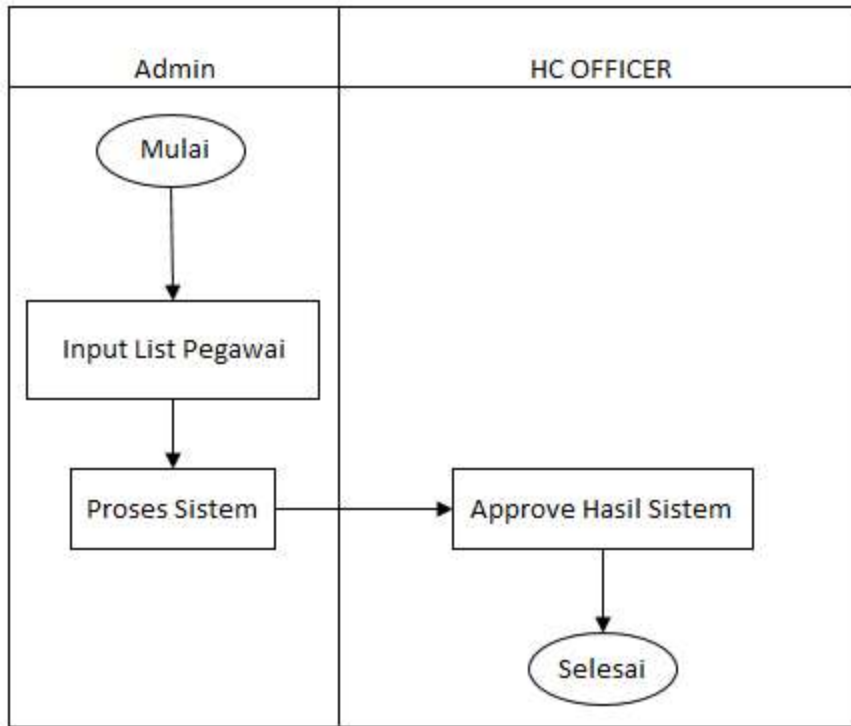 Admin
HC OFFICER
Mulai
Input List Pegawai
Proses Sistem
Approve Hasil Sistem
Selesai